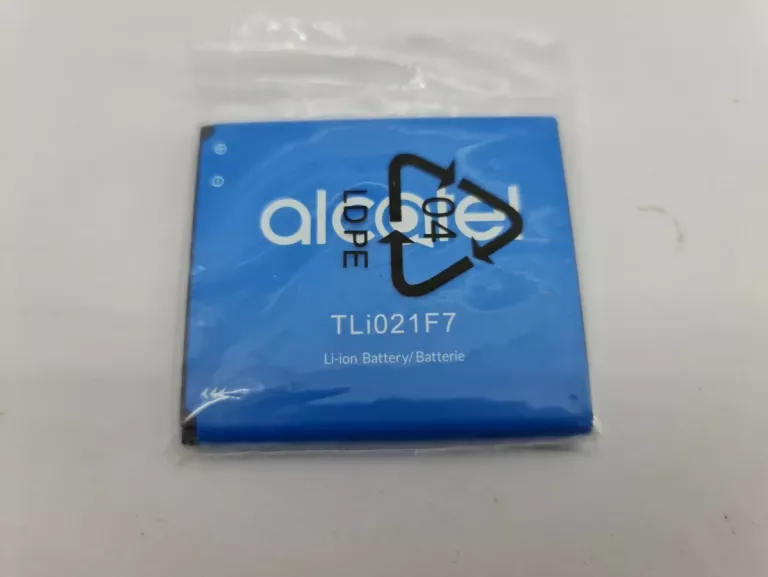 alcatel
04
LDPE
TLi021F7
Li-ion Battery/Batterie